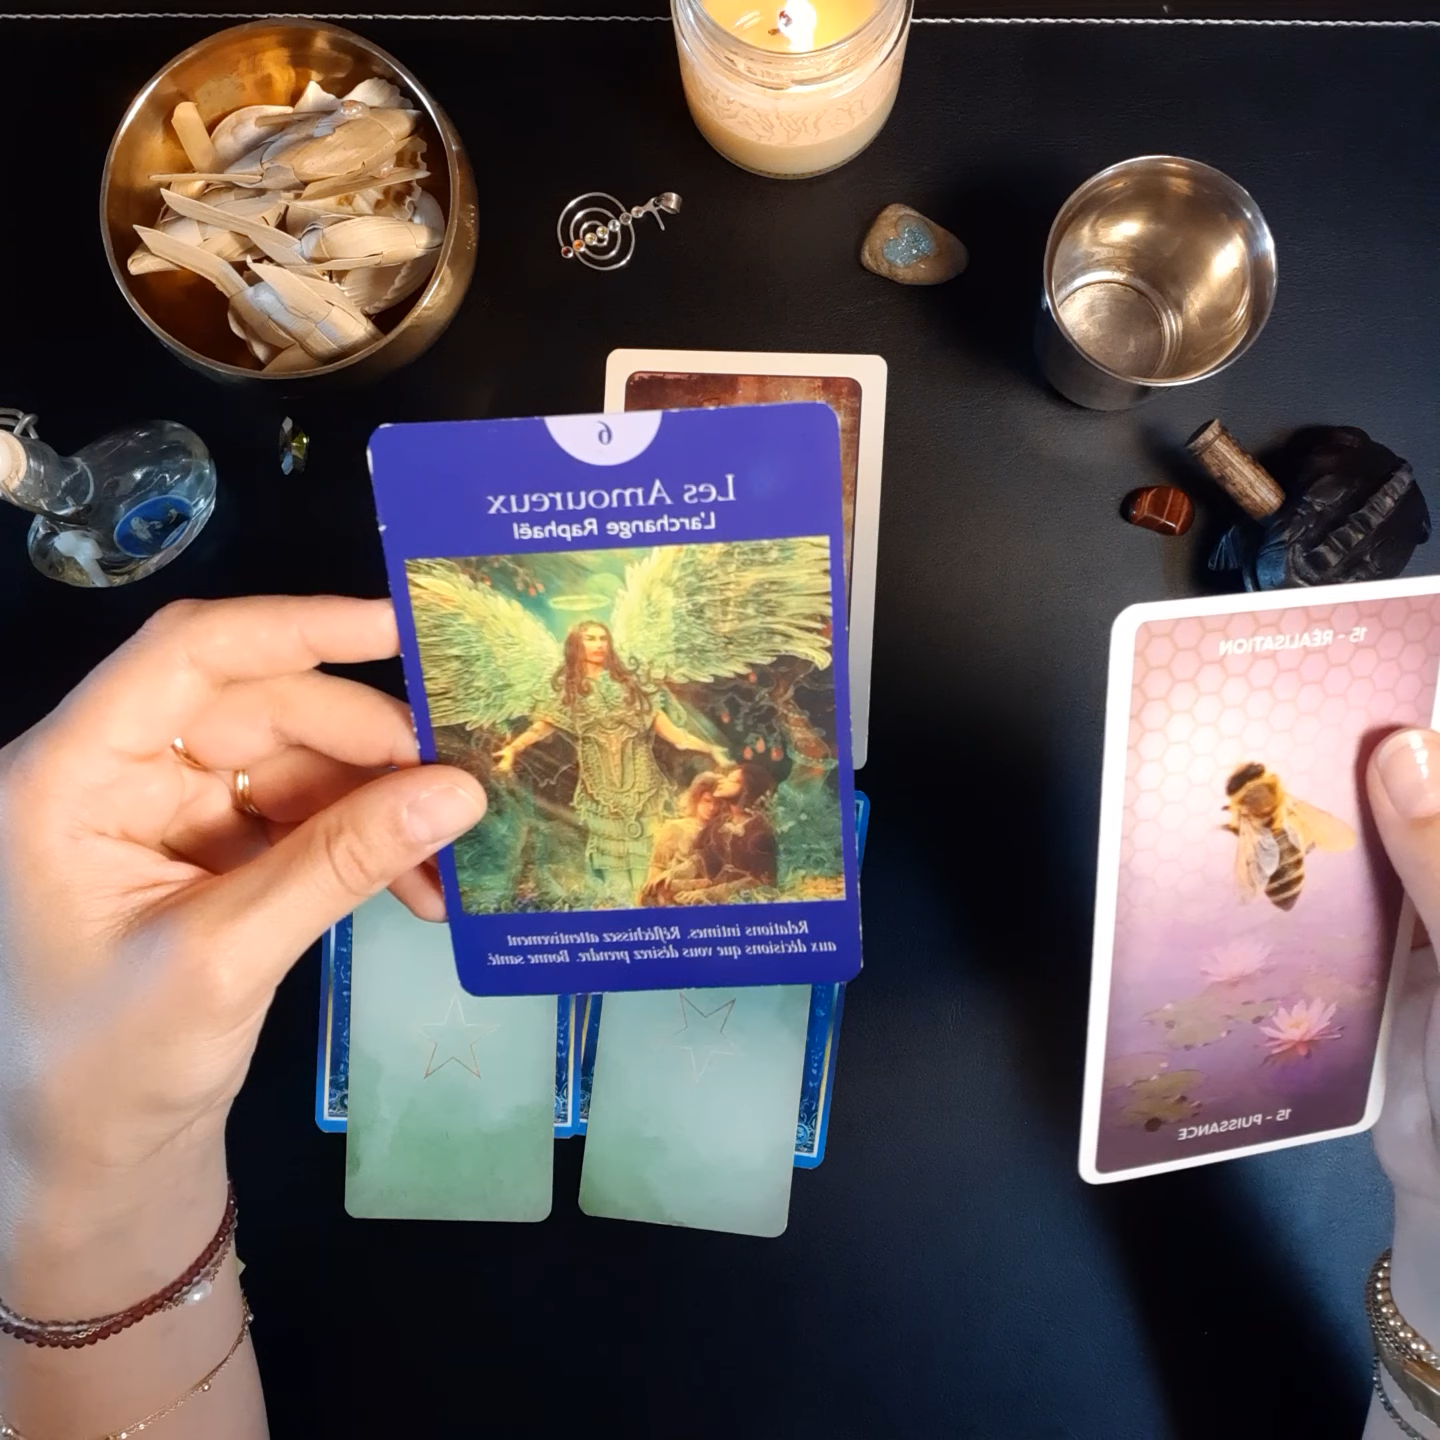 6
Les Amoureux
L'archange Raphaël
Relations intimes. Réfléchissez attentivement
aux décisions que vous désirez prendre. Bonne santé.
15 - RÉALISATION
15 - PUISSANCE